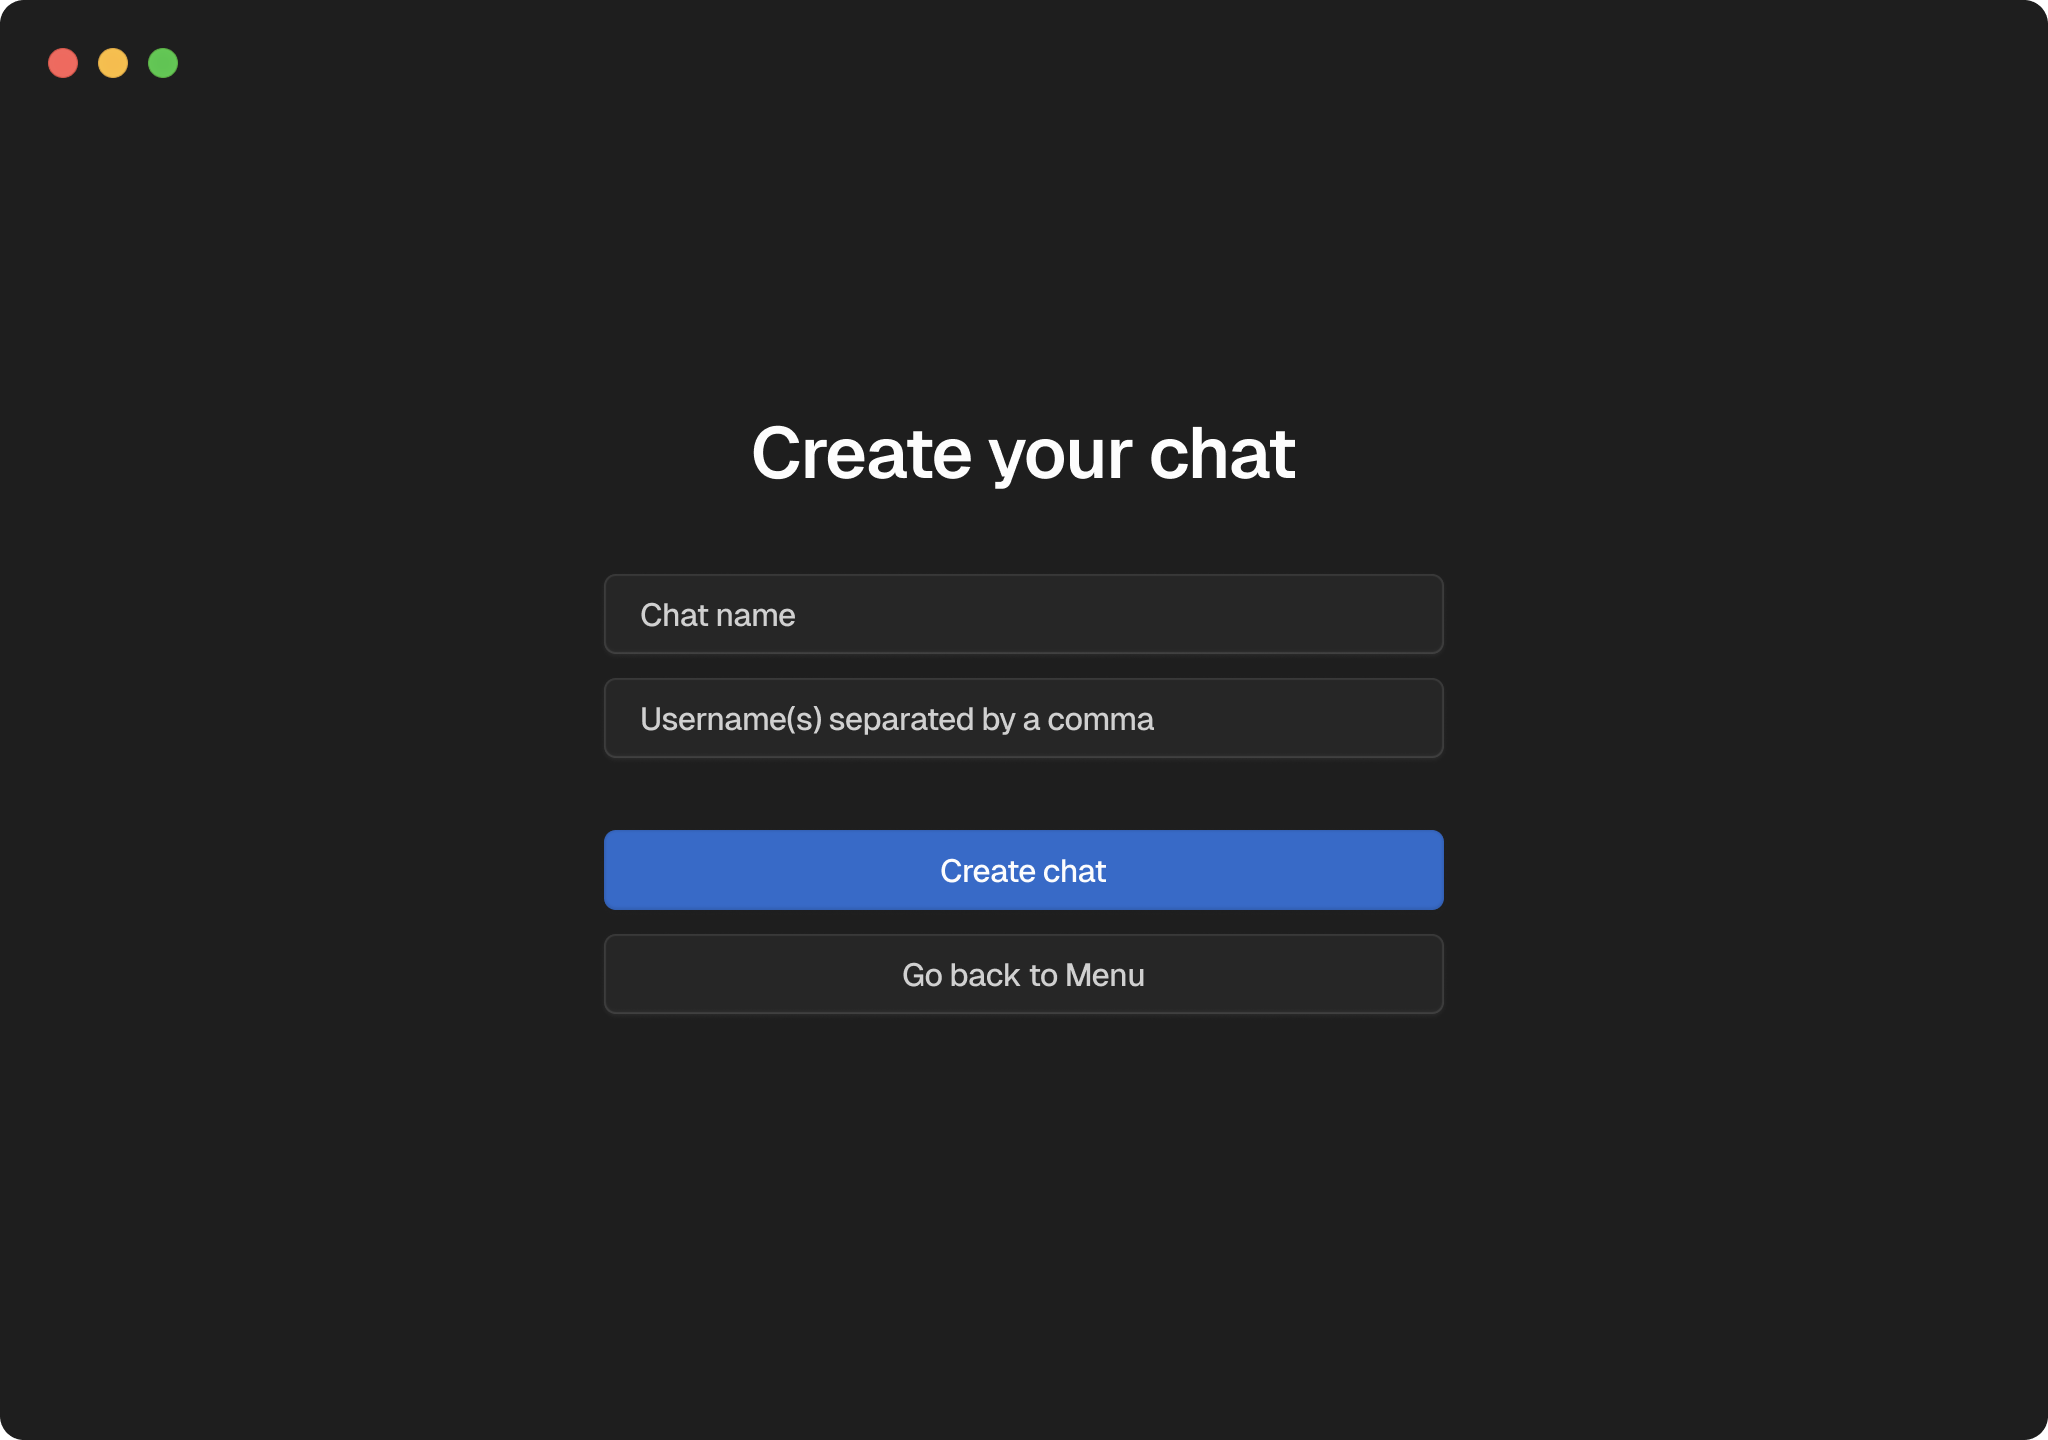 Create your chat
Chat name
Username(s) separated by a comma
Create chat
Go back to Menu